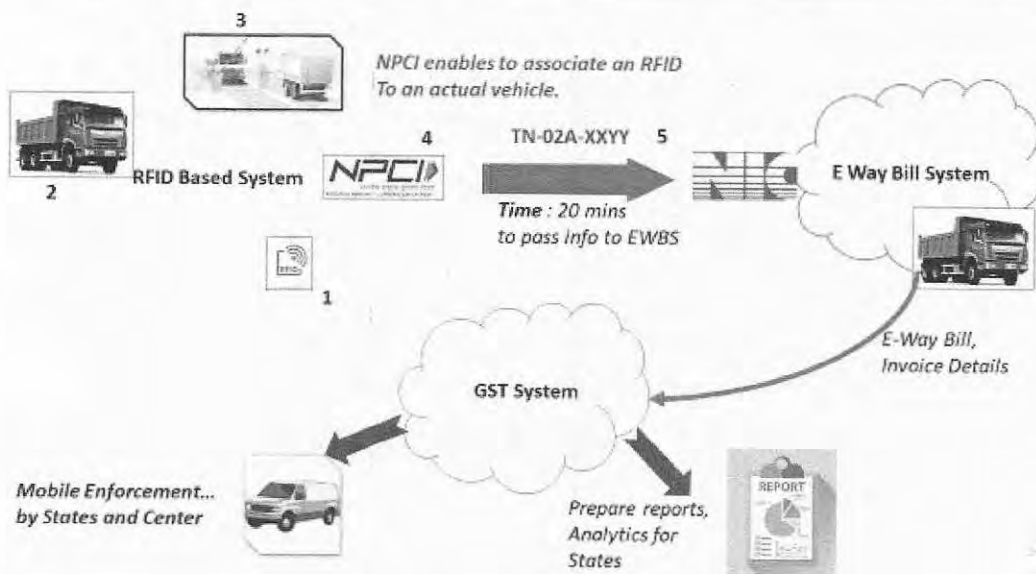 3
NPCI enables to associate an RFID
To an actual vehicle.
4
TN-02A-XXYY
5
2
RFID Based System
NPCI
E Way Bill System
Time : 20 mins
to pass info to EWBS
RFID
1
E-Way Bill,
Invoice Details
GST System
Mobile Enforcement...
by States and Center
Prepare reports,
Analytics for
States
REPORT